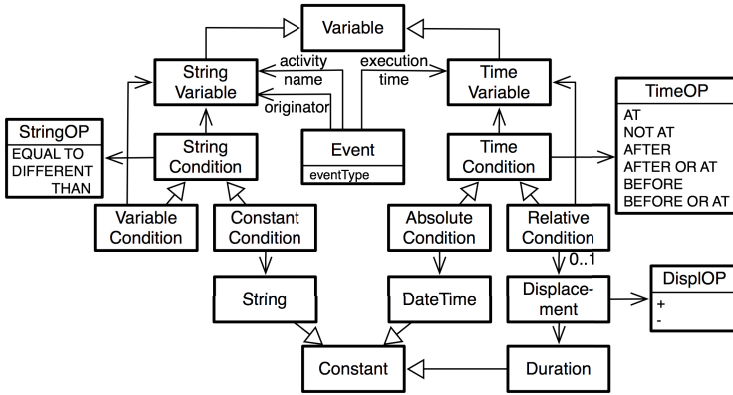 Variable
activity
name
execution
time
String
Variable
Time
Variable
originator
TimeOP
AT
NOT AT
AFTER
AFTER OR AT
BEFORE
BEFORE OR AT
StringOP
EQUAL TO
DIFFERENT
THAN
String
Condition
Event
eventType
Time
Condition
Variable
Condition
Constant
Condition
Absolute
Condition
Relative
Condition
0..1
String
DateTime
Displace-
ment
DisplOP
+
-
Constant
Duration